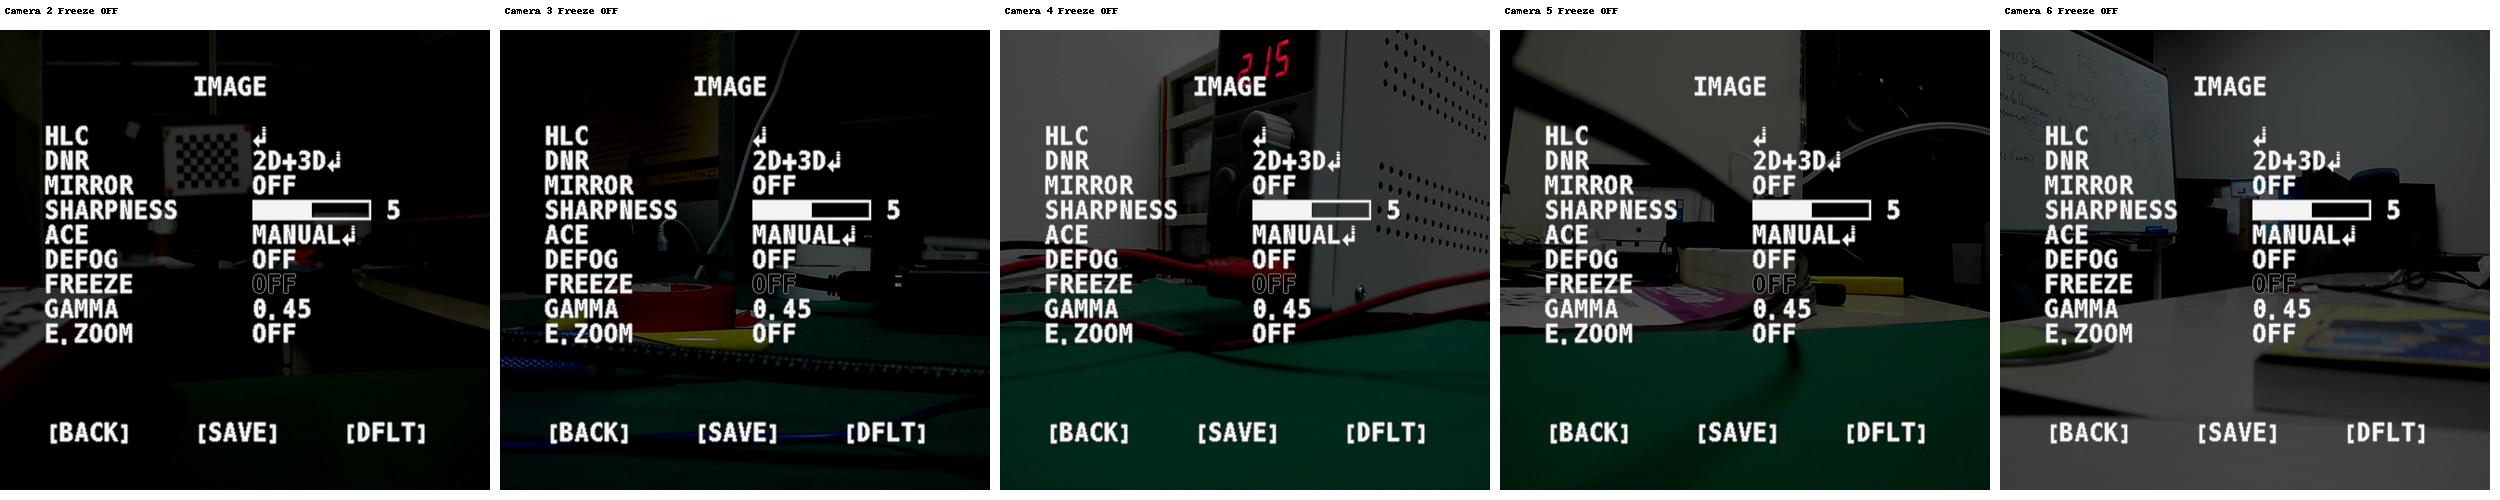 Camera 2 Freeze OFF
IMAGE
HLC ↲
DNR 2D+3D↲
MIRROR OFF
SHARPNESS 5
ACE MANUAL↲
DEFOG OFF
FREEZE OFF
GAMMA 0.45
E.ZOOM OFF
[BACK] [SAVE] [DFLT]
Camera 3 Freeze OFF
IMAGE
HLC ↲
DNR 2D+3D↲
MIRROR OFF
SHARPNESS 5
ACE MANUAL↲
DEFOG OFF
FREEZE OFF
GAMMA 0.45
E.ZOOM OFF
[BACK] [SAVE] [DFLT]
Camera 4 Freeze OFF
215
IMAGE
HLC ↲
DNR 2D+3D↲
MIRROR OFF
SHARPNESS 5
ACE MANUAL↲
DEFOG OFF
FREEZE OFF
GAMMA 0.45
E.ZOOM OFF
[BACK] [SAVE] [DFLT]
Camera 5 Freeze OFF
IMAGE
HLC ↲
DNR 2D+3D↲
MIRROR OFF
SHARPNESS 5
ACE MANUAL↲
DEFOG OFF
FREEZE OFF
GAMMA 0.45
E.ZOOM OFF
[BACK] [SAVE] [DFLT]
Camera 6 Freeze OFF
IMAGE
HLC ↲
DNR 2D+3D↲
MIRROR OFF
SHARPNESS 5
ACE MANUAL↲
DEFOG OFF
FREEZE OFF
GAMMA 0.45
E.ZOOM OFF
[BACK] [SAVE] [DFLT]